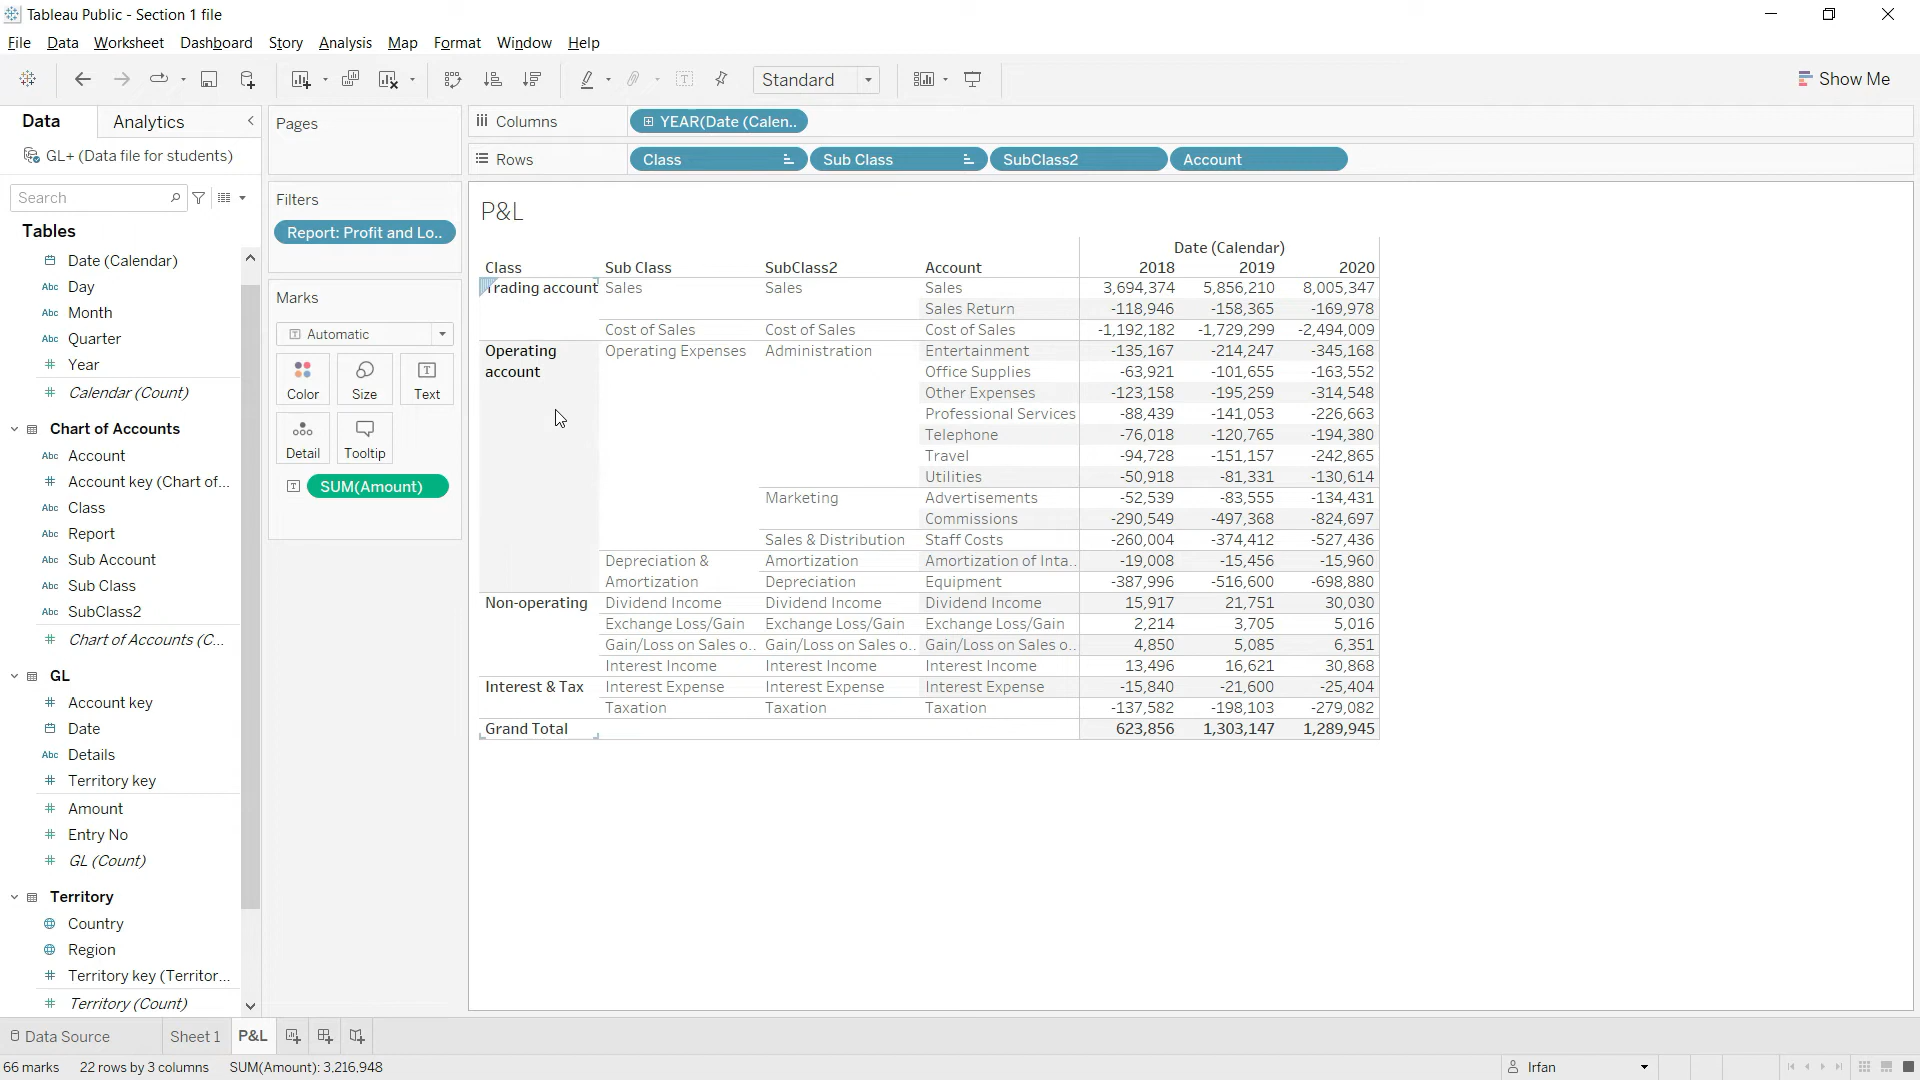 Tableau Public - Section 1 file
File Data Worksheet Dashboard Story Analysis Map Format Window Help
Standard
Show Me
Data Analytics
GL+ (Data file for students)
Search
Tables
Date (Calendar)
Abc Day
Abc Month
Abc Quarter
# Year
# Calendar (Count)
Chart of Accounts
Abc Account
# Account key (Chart of...
Abc Class
Abc Report
Abc Sub Account
Abc Sub Class
Abc SubClass2
# Chart of Accounts (C...
GL
# Account key
Date
Abc Details
# Territory key
# Amount
# Entry No
# GL (Count)
Territory
Country
Region
# Territory key (Territor...
# Territory (Count)
Pages
Filters
Report: Profit and Lo..
Marks
Automatic
Color Size Text
Detail Tooltip
SUM(Amount)
Columns YEAR(Date (Calen..
Rows Class Sub Class SubClass2 Account
P&L
Date (Calendar)
Class Sub Class SubClass2 Account 2018 2019 2020
Trading account Sales Sales Sales 3,694,374 5,856,210 8,005,347
Sales Return -118,946 -158,365 -169,978
Cost of Sales Cost of Sales Cost of Sales -1,192,182 -1,729,299 -2,494,009
Operating Operating Expenses Administration Entertainment -135,167 -214,247 -345,168
account Office Supplies -63,921 -101,655 -163,552
Other Expenses -123,158 -195,259 -314,548
Professional Services -88,439 -141,053 -226,663
Telephone -76,018 -120,765 -194,380
Travel -94,728 -151,157 -242,865
Utilities -50,918 -81,331 -130,614
Marketing Advertisements -52,539 -83,555 -134,431
Commissions -290,549 -497,368 -824,697
Sales & Distribution Staff Costs -260,004 -374,412 -527,436
Depreciation & Amortization Amortization of Inta.. -19,008 -15,456 -15,960
Amortization Depreciation Equipment -387,996 -516,600 -698,880
Non-operating Dividend Income Dividend Income Dividend Income 15,917 21,751 30,030
Exchange Loss/Gain Exchange Loss/Gain Exchange Loss/Gain 2,214 3,705 5,016
Gain/Loss on Sales o.. Gain/Loss on Sales o.. Gain/Loss on Sales o.. 4,850 5,085 6,351
Interest Income Interest Income Interest Income 13,496 16,621 30,868
Interest & Tax Interest Expense Interest Expense Interest Expense -15,840 -21,600 -25,404
Taxation Taxation Taxation -137,582 -198,103 -279,082
Grand Total 623,856 1,303,147 1,289,945
Data Source Sheet 1 P&L
66 marks 22 rows by 3 columns SUM(Amount): 3,216,948 Irfan